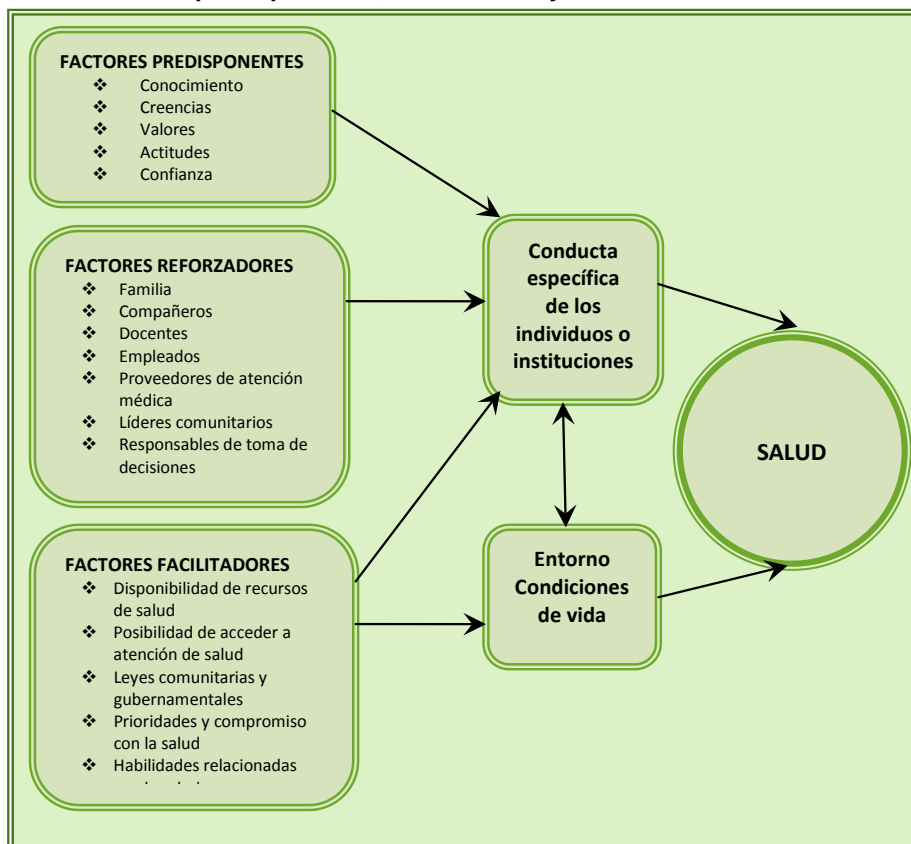 FACTORES PREDISPONENTES
❖ Conocimiento
❖ Creencias
❖ Valores
❖ Actitudes
❖ Confianza
FACTORES REFORZADORES
❖ Familia
❖ Compañeros
❖ Docentes
❖ Empleados
❖ Proveedores de atención
médica
❖ Líderes comunitarios
❖ Responsables de toma de
decisiones
FACTORES FACILITADORES
❖ Disponibilidad de recursos
de salud
❖ Posibilidad de acceder a
atención de salud
❖ Leyes comunitarias y
gubernamentales
❖ Prioridades y compromiso
con la salud
❖ Habilidades relacionadas
Conducta
específica
de los
individuos o
instituciones
Entorno
Condiciones
de vida
SALUD